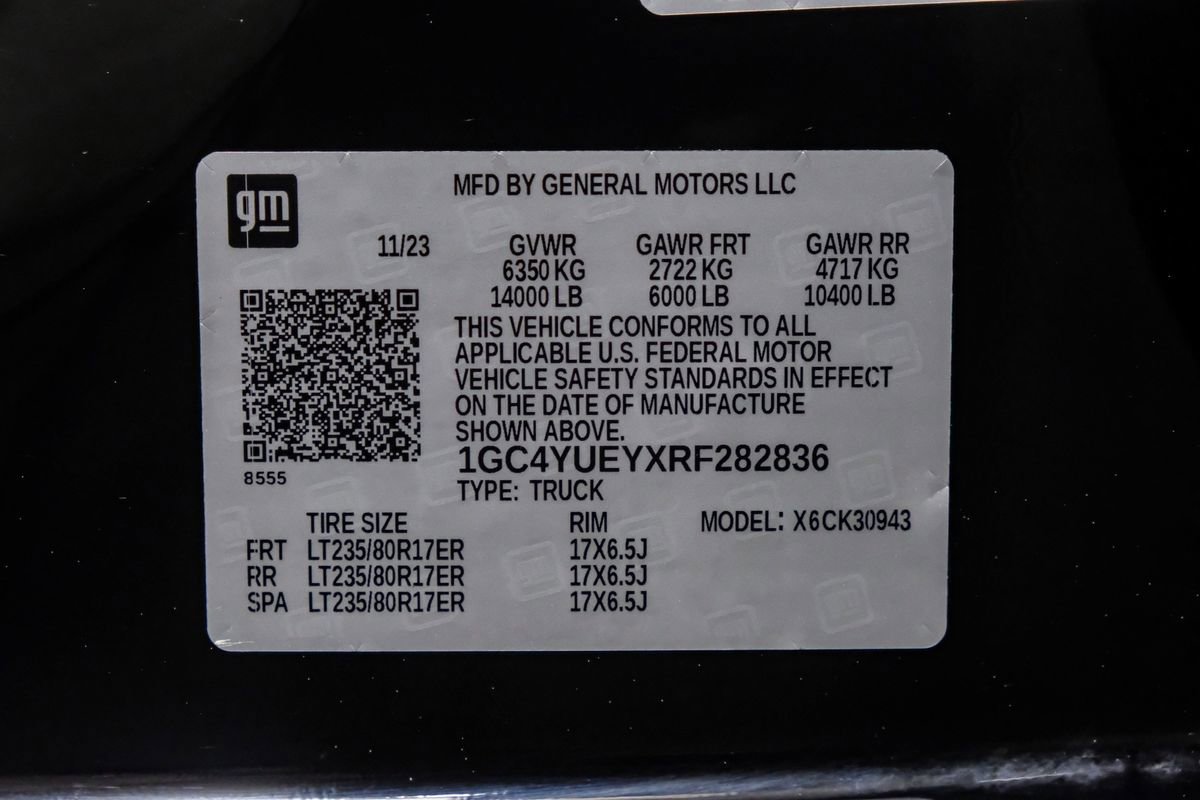 gm
MFD BY GENERAL MOTORS LLC
11/23 GVWR GAWR FRT GAWR RR
6350 KG 2722 KG 4717 KG
14000 LB 6000 LB 10400 LB
THIS VEHICLE CONFORMS TO ALL
APPLICABLE U.S. FEDERAL MOTOR
VEHICLE SAFETY STANDARDS IN EFFECT
ON THE DATE OF MANUFACTURE
SHOWN ABOVE.
1GC4YUEYXRF282836
8555
TYPE: TRUCK
TIRE SIZE RIM MODEL: X6CK30943
FRT LT235/80R17ER 17X6.5J
RR LT235/80R17ER 17X6.5J
SPA LT235/80R17ER 17X6.5J